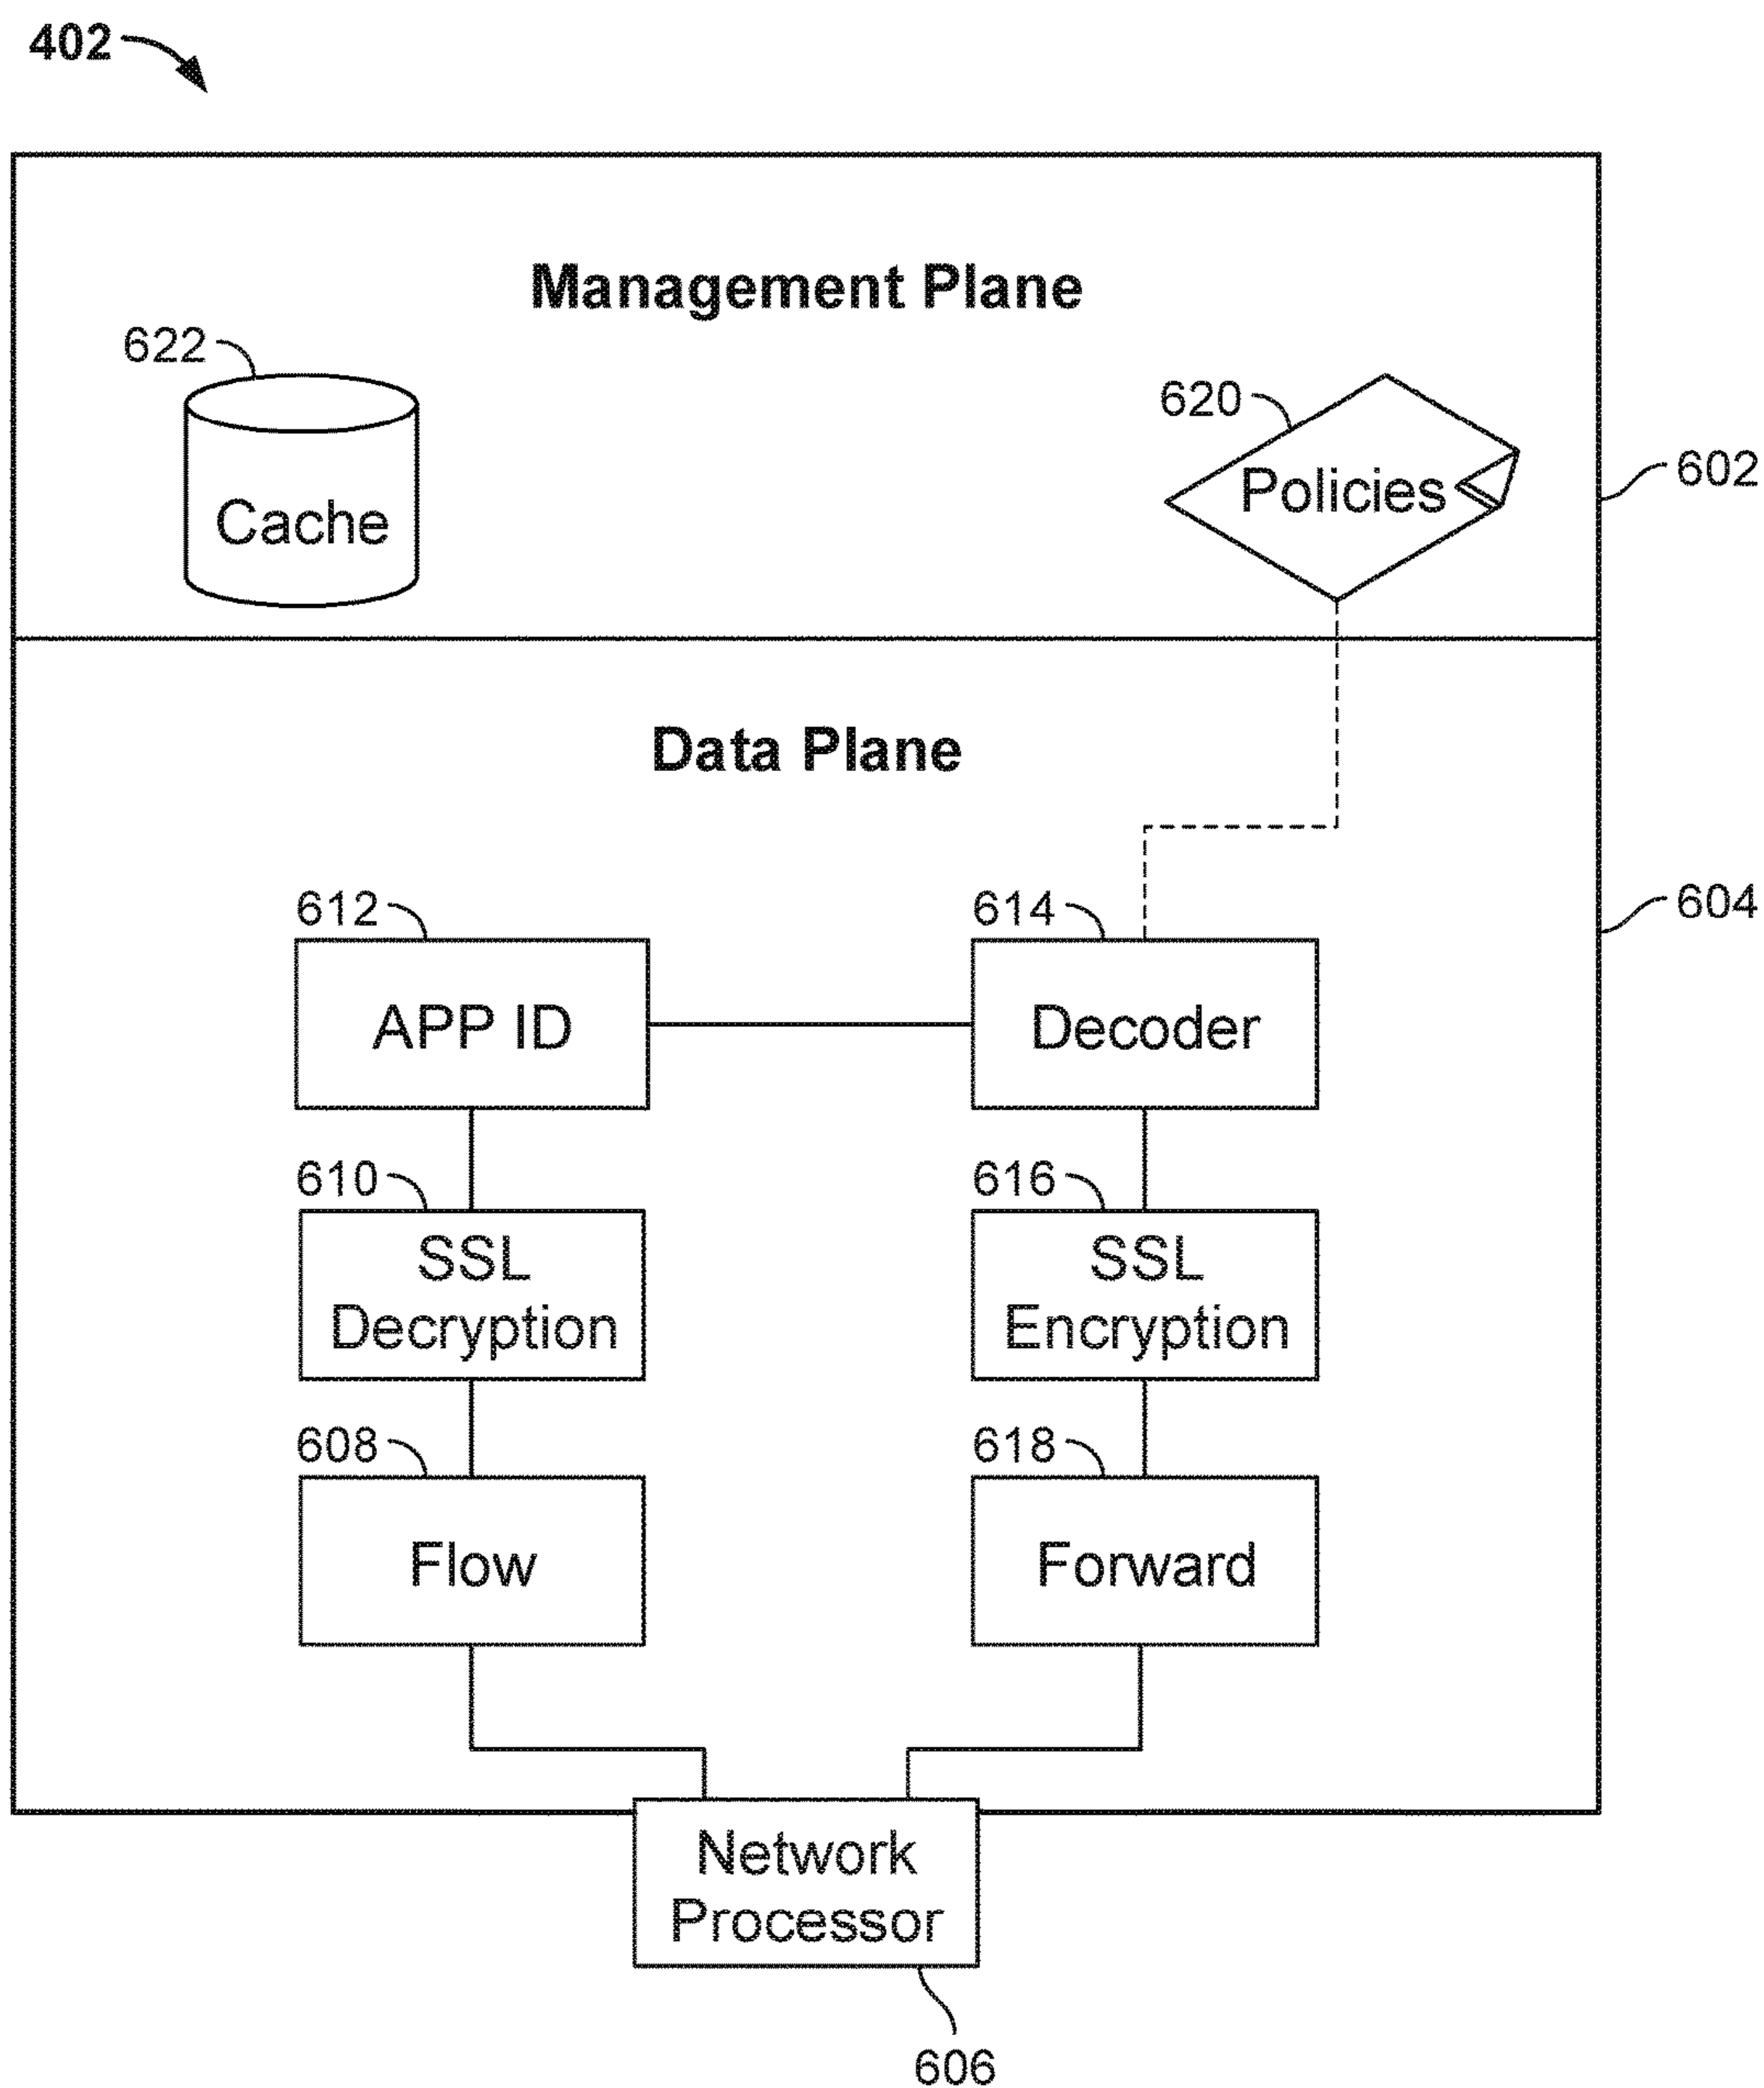 402
Management Plane
622
620
Cache
Policies
602
Data Plane
604
612
614
APP ID
Decoder
610
616
SSL
Decryption
SSL
Encryption
608
618
Flow
Forward
Network
Processor
606